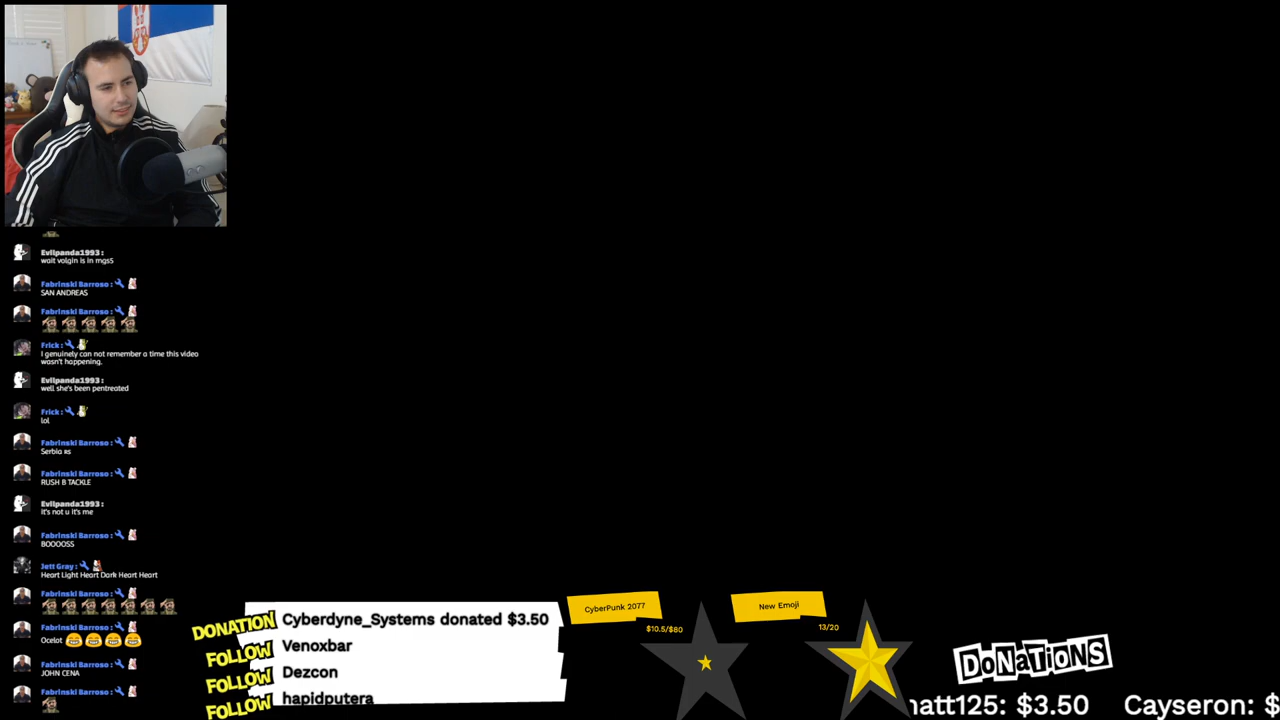 Evilpanda1993 :
wait volgin is in mgs5
Fabrinski Barroso :
SAN ANDREAS
Fabrinski Barroso :
Frick :
I genuinely can not remember a time this video
wasn't happening.
Evilpanda1993 :
well she's been pentreated
Frick :
lol
Fabrinski Barroso :
Serbia RS
Fabrinski Barroso :
RUSH B TACKLE
Evilpanda1993 :
It's not u it's me
Fabrinski Barroso :
BOOOOSS
Jett Gray :
Heart Light Heart Dark Heart Heart
Fabrinski Barroso :
Fabrinski Barroso :
Ocelot
Fabrinski Barroso :
JOHN CENA
Fabrinski Barroso :
DONATION Cyberdyne_Systems donated $3.50
FOLLOW Venoxbar
FOLLOW Dezcon
FOLLOW hapidputera
CyberPunk 2077
$10.5/$80
New Emoji
13/20
DoNaTioNS
att125: $3.50 Cayseron: $